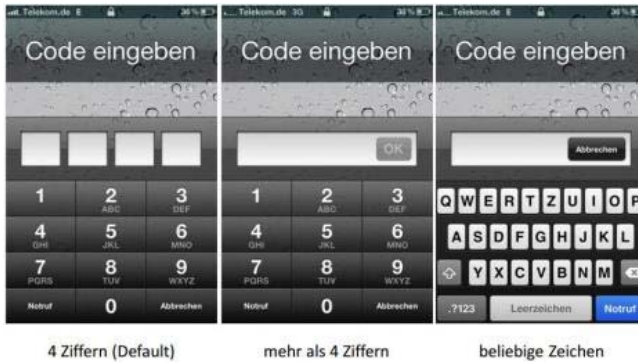 Telekom.de E 36%
Code eingeben
1 2 3
ABC DEF
4 5 6
GHI JKL MNO
7 8 9
PQRS TUV WXYZ
Notruf 0 Abbrechen
4 Ziffern (Default)
Telekom.de 3G 36%
Code eingeben
OK
1 2 3
ABC DEF
4 5 6
GHI JKL MNO
7 8 9
PQRS TUV WXYZ
Notruf 0 Abbrechen
mehr als 4 Ziffern
Telekom.de E 36%
Code eingeben
Abbrechen
Q W E R T Z U I O P
A S D F G H J K L
Y X C V B N M
.?123 Leerzeichen Notruf
beliebige Zeichen